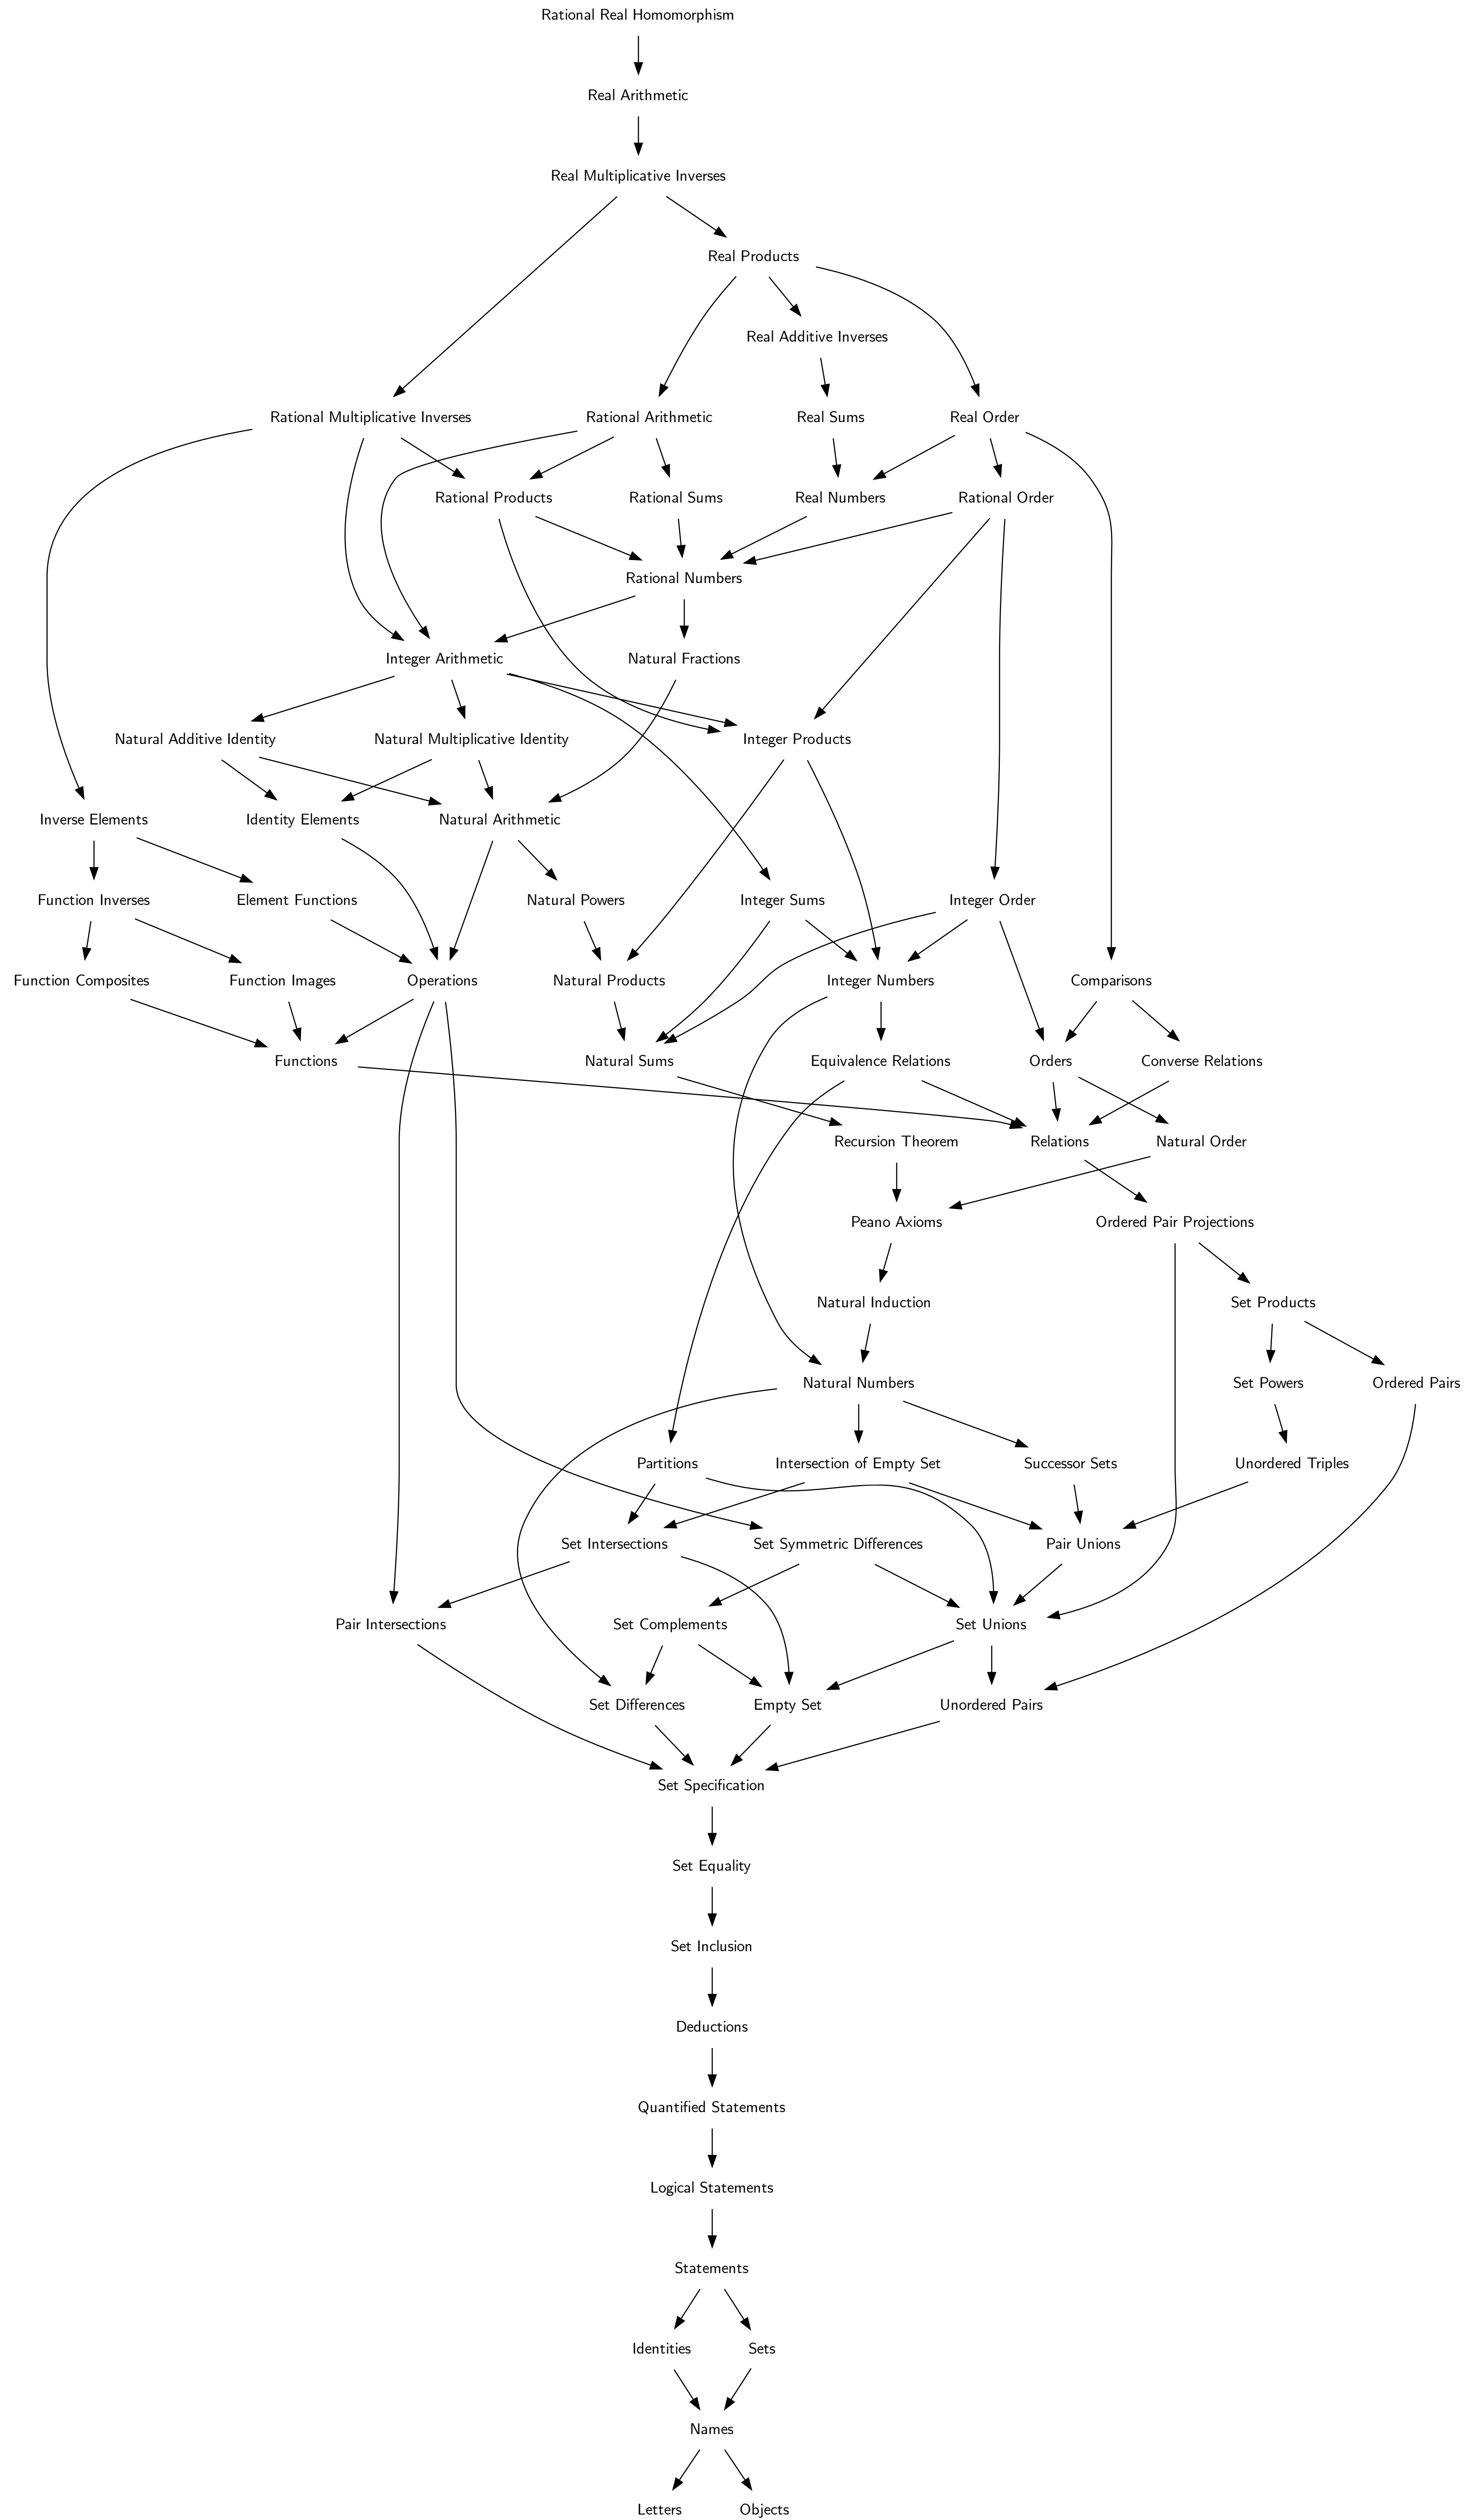 Rational Real Homomorphism
Real Arithmetic
Real Multiplicative Inverses
Real Products
Real Additive Inverses
Rational Multiplicative Inverses
Rational Arithmetic
Real Sums
Real Order
Rational Products
Rational Sums
Real Numbers
Rational Order
Rational Numbers
Integer Arithmetic
Natural Fractions
Natural Additive Identity
Natural Multiplicative Identity
Integer Products
Inverse Elements
Identity Elements
Natural Arithmetic
Function Inverses
Element Functions
Natural Powers
Integer Sums
Integer Order
Function Composites
Function Images
Operations
Natural Products
Integer Numbers
Comparisons
Functions
Natural Sums
Equivalence Relations
Orders
Converse Relations
Recursion Theorem
Relations
Natural Order
Peano Axioms
Ordered Pair Projections
Natural Induction
Set Products
Natural Numbers
Set Powers
Ordered Pairs
Partitions
Intersection of Empty Set
Successor Sets
Unordered Triples
Set Intersections
Set Symmetric Differences
Pair Unions
Pair Intersections
Set Complements
Set Unions
Set Differences
Empty Set
Unordered Pairs
Set Specification
Set Equality
Set Inclusion
Deductions
Quantified Statements
Logical Statements
Statements
Identities
Sets
Names
Letters
Objects